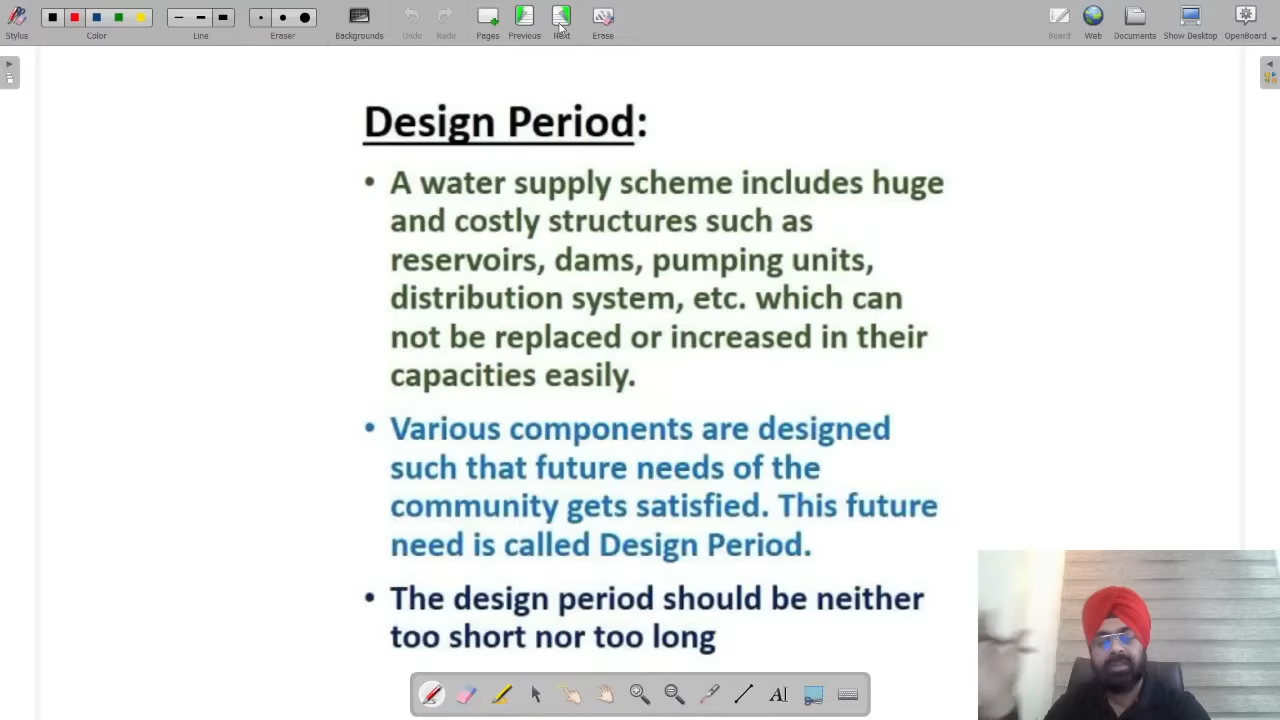 Stylus
Color
Line
Eraser
Backgrounds
Undo
Redo
Pages
Previous
Next
Erase
Board
Web
Documents
Show Desktop
OpenBoard
Design Period:
• A water supply scheme includes huge
and costly structures such as
reservoirs, dams, pumping units,
distribution system, etc. which can
not be replaced or increased in their
capacities easily.
• Various components are designed
such that future needs of the
community gets satisfied. This future
need is called Design Period.
• The design period should be neither
too short nor too long
AI